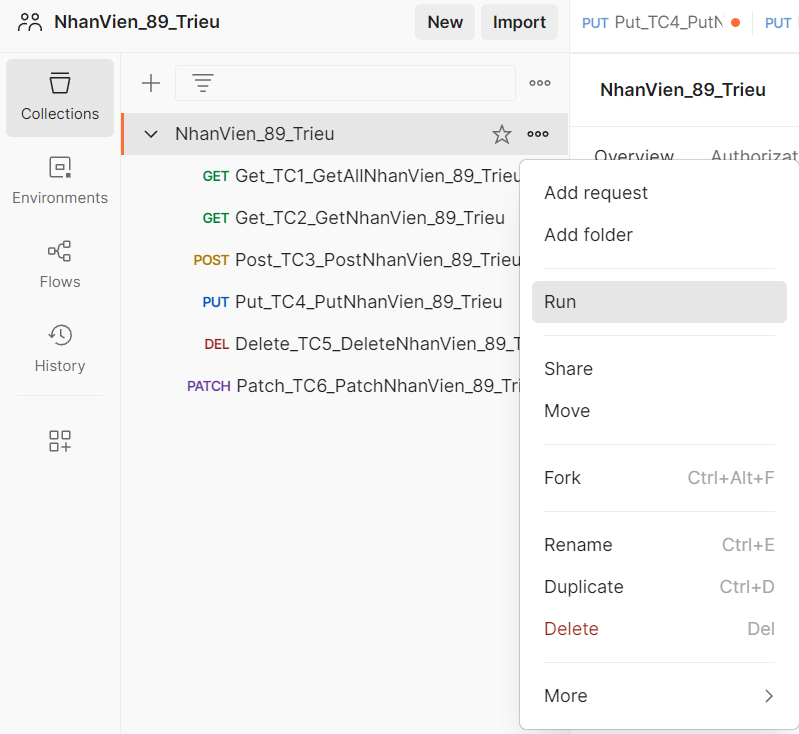 NhanVien_89_Trieu
New
Import
PUT Put_TC4_PutN
PUT
Collections
Environments
Flows
History
NhanVien_89_Trieu
GET Get_TC1_GetAllNhanVien_89_Trieu
GET Get_TC2_GetNhanVien_89_Trieu
POST Post_TC3_PostNhanVien_89_Trieu
PUT Put_TC4_PutNhanVien_89_Trieu
DEL Delete_TC5_DeleteNhanVien_89_T
PATCH Patch_TC6_PatchNhanVien_89_Tri
NhanVien_89_Trieu
Overview Authorizat
Add request
Add folder
Run
Share
Move
Fork Ctrl+Alt+F
Rename Ctrl+E
Duplicate Ctrl+D
Delete Del
More